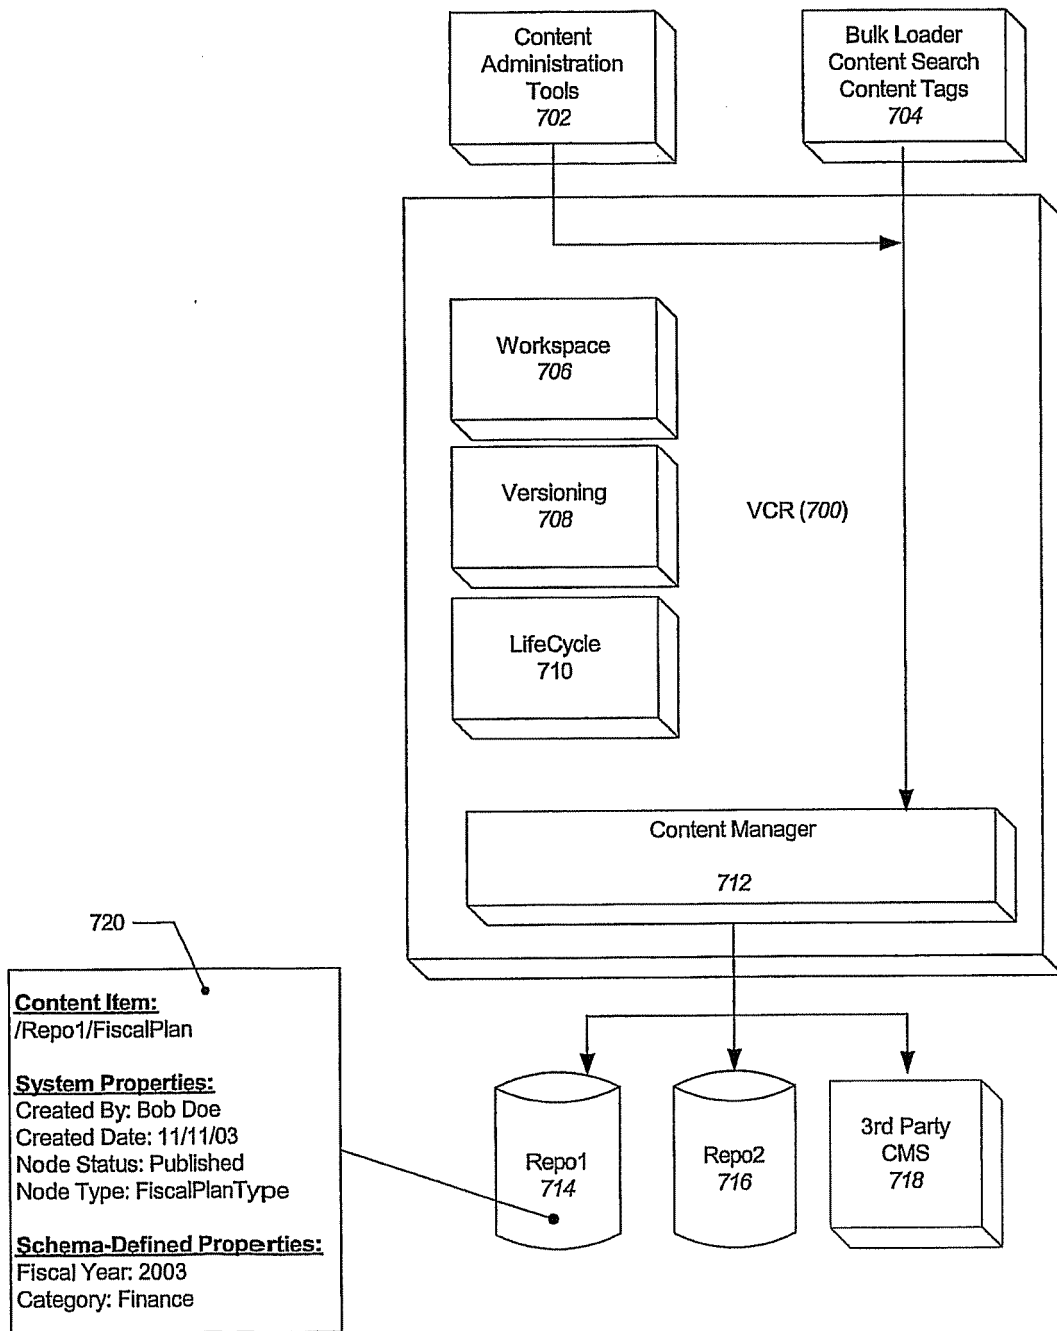 Content
Administration
Tools
702
Bulk Loader
Content Search
Content Tags
704
Workspace
706
Versioning
708
VCR (700)
LifeCycle
710
Content Manager
712
720
Content Item:
/Repo1/FiscalPlan
System Properties:
Created By: Bob Doe
Created Date: 11/11/03
Node Status: Published
Node Type: FiscalPlanType
Schema-Defined Properties:
Fiscal Year: 2003
Category: Finance
Repo1
714
Repo2
716
3rd Party
CMS
718